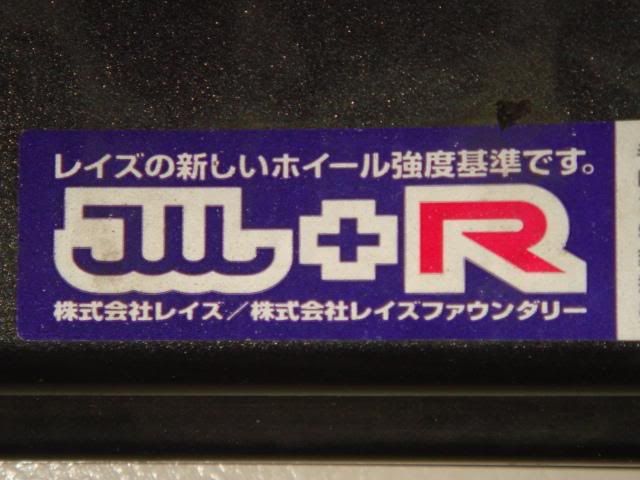 レイズの新しいホイール強度基準です。
JWL+R
株式会社レイズ／株式会社レイズファウンダリー